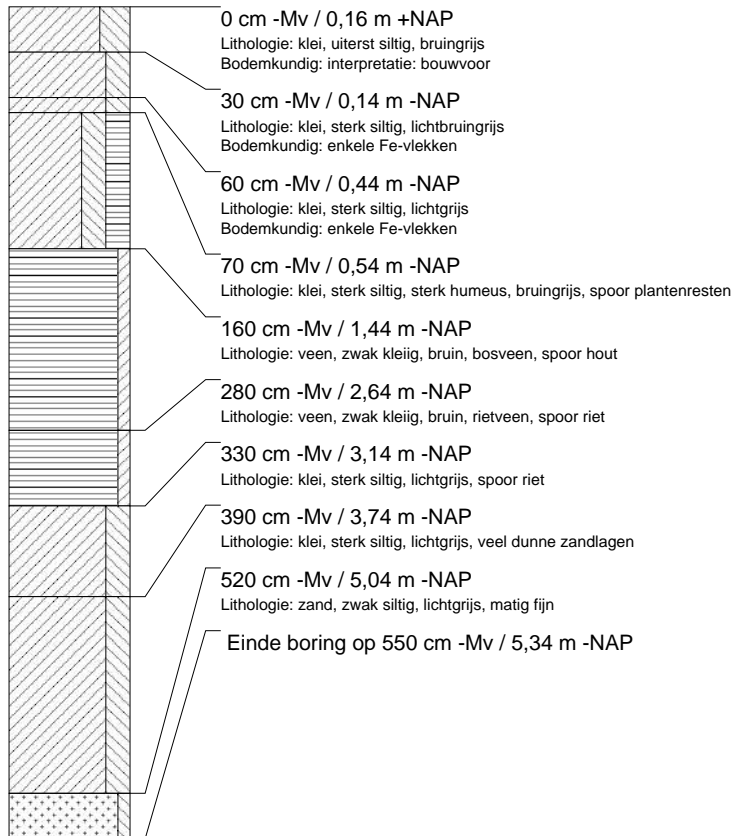 0 cm -Mv / 0,16 m +NAP
Lithologie: klei, uiterst siltig, bruingrijs
Bodemkundig: interpretatie: bouwvoor
30 cm -Mv / 0,14 m -NAP
Lithologie: klei, sterk siltig, lichtbruingrijs
Bodemkundig: enkele Fe-vlekken
60 cm -Mv / 0,44 m -NAP
Lithologie: klei, sterk siltig, lichtgrijs
Bodemkundig: enkele Fe-vlekken
70 cm -Mv / 0,54 m -NAP
Lithologie: klei, sterk siltig, sterk humeus, bruingrijs, spoor plantenresten
160 cm -Mv / 1,44 m -NAP
Lithologie: veen, zwak kleiig, bruin, bosveen, spoor hout
280 cm -Mv / 2,64 m -NAP
Lithologie: veen, zwak kleiig, bruin, rietveen, spoor riet
330 cm -Mv / 3,14 m -NAP
Lithologie: klei, sterk siltig, lichtgrijs, spoor riet
390 cm -Mv / 3,74 m -NAP
Lithologie: klei, sterk siltig, lichtgrijs, veel dunne zandlagen
520 cm -Mv / 5,04 m -NAP
Lithologie: zand, zwak siltig, lichtgrijs, matig fijn
Einde boring op 550 cm -Mv / 5,34 m -NAP